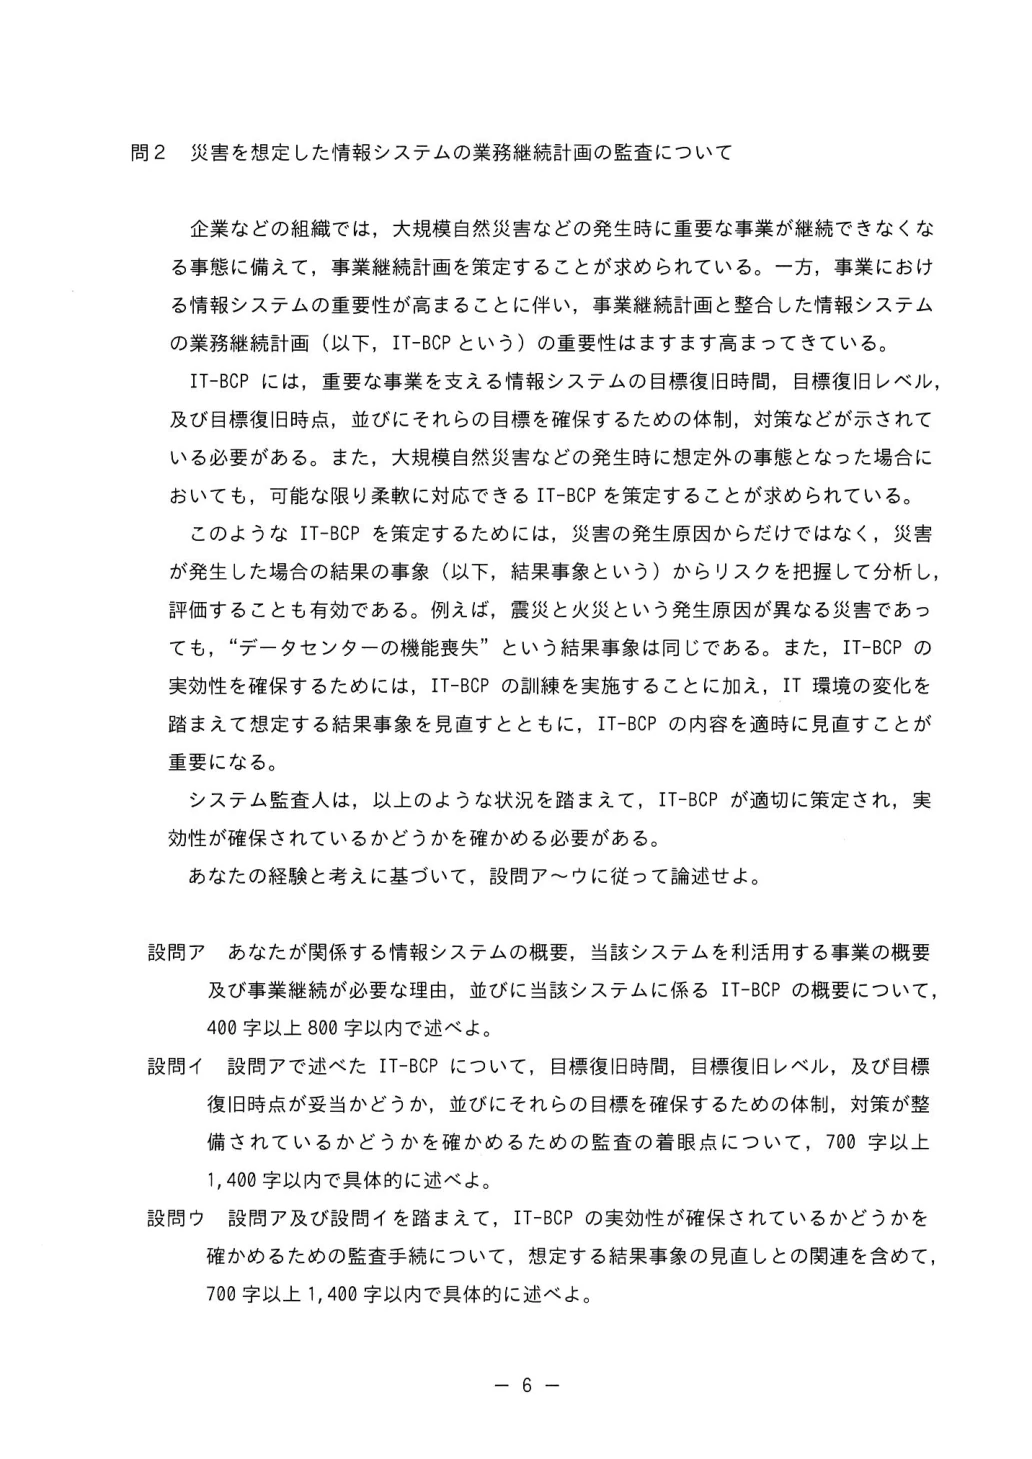 問2 災害を想定した情報システムの業務継続計画の監査について
企業などの組織では，大規模自然災害などの発生時に重要な事業が継続できなくな
る事態に備えて，事業継続計画を策定することが求められている。一方，事業におけ
る情報システムの重要性が高まることに伴い，事業継続計画と整合した情報システム
の業務継続計画（以下，IT-BCP という）の重要性はますます高まってきている。
IT-BCP には，重要な事業を支える情報システムの目標復旧時間，目標復旧レベル，
及び目標復旧時点，並びにそれらの目標を確保するための体制，対策などが示されて
いる必要がある。また，大規模自然災害などの発生時に想定外の事態となった場合に
おいても，可能な限り柔軟に対応できる IT-BCP を策定することが求められている。
このような IT-BCP を策定するためには，災害の発生原因からだけではなく，災害
が発生した場合の結果の事象（以下，結果事象という）からリスクを把握して分析し，
評価することも有効である。例えば，震災と火災という発生原因が異なる災害であっ
ても，“データセンターの機能喪失”という結果事象は同じである。また，IT-BCP の
実効性を確保するためには，IT-BCP の訓練を実施することに加え，IT 環境の変化を
踏まえて想定する結果事象を見直すとともに，IT-BCP の内容を適時に見直すことが
重要になる。
システム監査人は，以上のような状況を踏まえて，IT-BCP が適切に策定され，実
効性が確保されているかどうかを確かめる必要がある。
あなたの経験と考えに基づいて，設問ア～ウに従って論述せよ。
設問ア あなたが関係する情報システムの概要，当該システムを利活用する事業の概要
及び事業継続が必要な理由，並びに当該システムに係る IT-BCP の概要について，
400 字以上 800 字以内で述べよ。
設問イ 設問アで述べた IT-BCP について，目標復旧時間，目標復旧レベル，及び目標
復旧時点が妥当かどうか，並びにそれらの目標を確保するための体制，対策が整
備されているかどうかを確かめるための監査の着眼点について，700 字以上
1,400 字以内で具体的に述べよ。
設問ウ 設問ア及び設問イを踏まえて，IT-BCP の実効性が確保されているかどうかを
確かめるための監査手続について，想定する結果事象の見直しとの関連を含めて，
700 字以上 1,400 字以内で具体的に述べよ。
－ 6 －